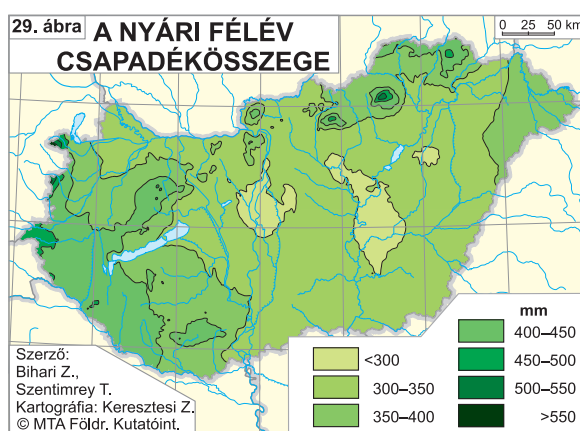 29. ábra
A NYÁRI FÉLÉV
CSAPADÉKÖSSZEGE
0 25 50 km
mm
<300
300–350
350–400
400–450
450–500
500–550
>550
Szerző:
Bihari Z.,
Szentimrey T.
Kartográfia: Keresztesi Z.
© MTA Földr. Kutatóint.